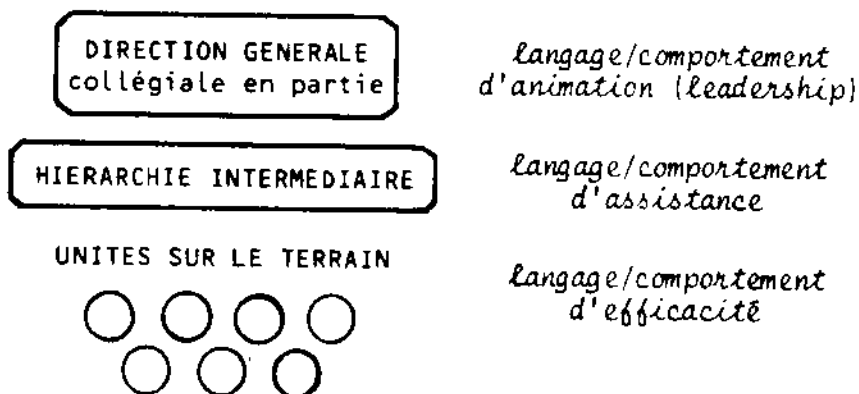 DIRECTION GENERALE
collégiale en partie
langage/comportement
d'animation (leadership)
HIERARCHIE INTERMEDIAIRE
langage/comportement
d'assistance
UNITES SUR LE TERRAIN
langage/comportement
d'efficacité